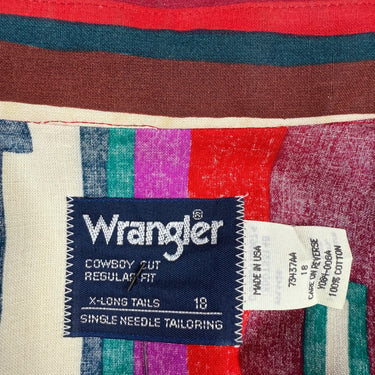 Wrangler®
COWBOY CUT
REGULAR FIT
X-LONG TAILS 18
SINGLE NEEDLE TAILORING
MADE IN USA
78437AA
18
CARE ON REVERSE
100% COTTON